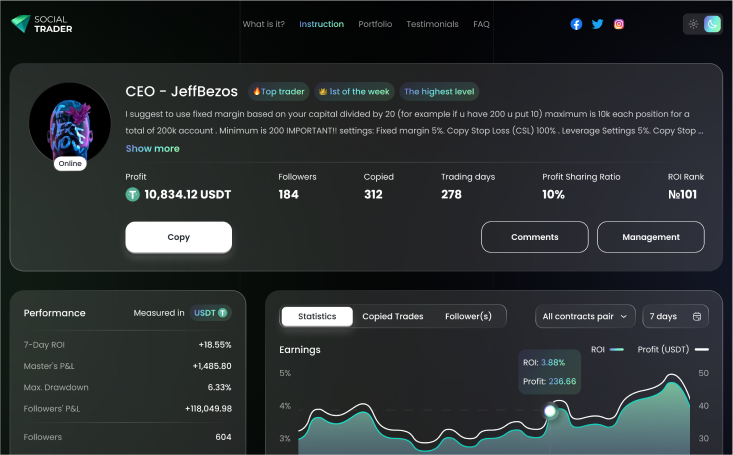 SOCIAL
TRADER
What is it?
Instruction
Portfolio
Testimonials
FAQ
CEO - JeffBezos
🔥Top trader
1st of the week
The highest level
I suggest to use fixed margin based on your capital divided by 20 (for example if u have 200 u put 10) maximum is 10k each position for a
total of 200k account . Minimum is 200 IMPORTANT!! settings: Fixed margin 5%. Copy Stop Loss (CSL) 100% . Leverage Settings 5%. Copy Stop ...
Show more
Online
Profit
Followers
Copied
Trading days
Profit Sharing Ratio
ROI Rank
10,834.12 USDT
184
312
278
10%
№101
Copy
Comments
Management
Performance
Measured in
USDT
7-Day ROI
+18.55%
Master's P&L
+1,485.80
Max. Drawdown
6.33%
Followers' P&L
+118,049.98
Followers
604
Statistics
Copied Trades
Follower(s)
All contracts pair
7 days
Earnings
ROI
Profit (USDT)
ROI: 3.88%
Profit: 236.66
5%
4%
3%
50
40
30